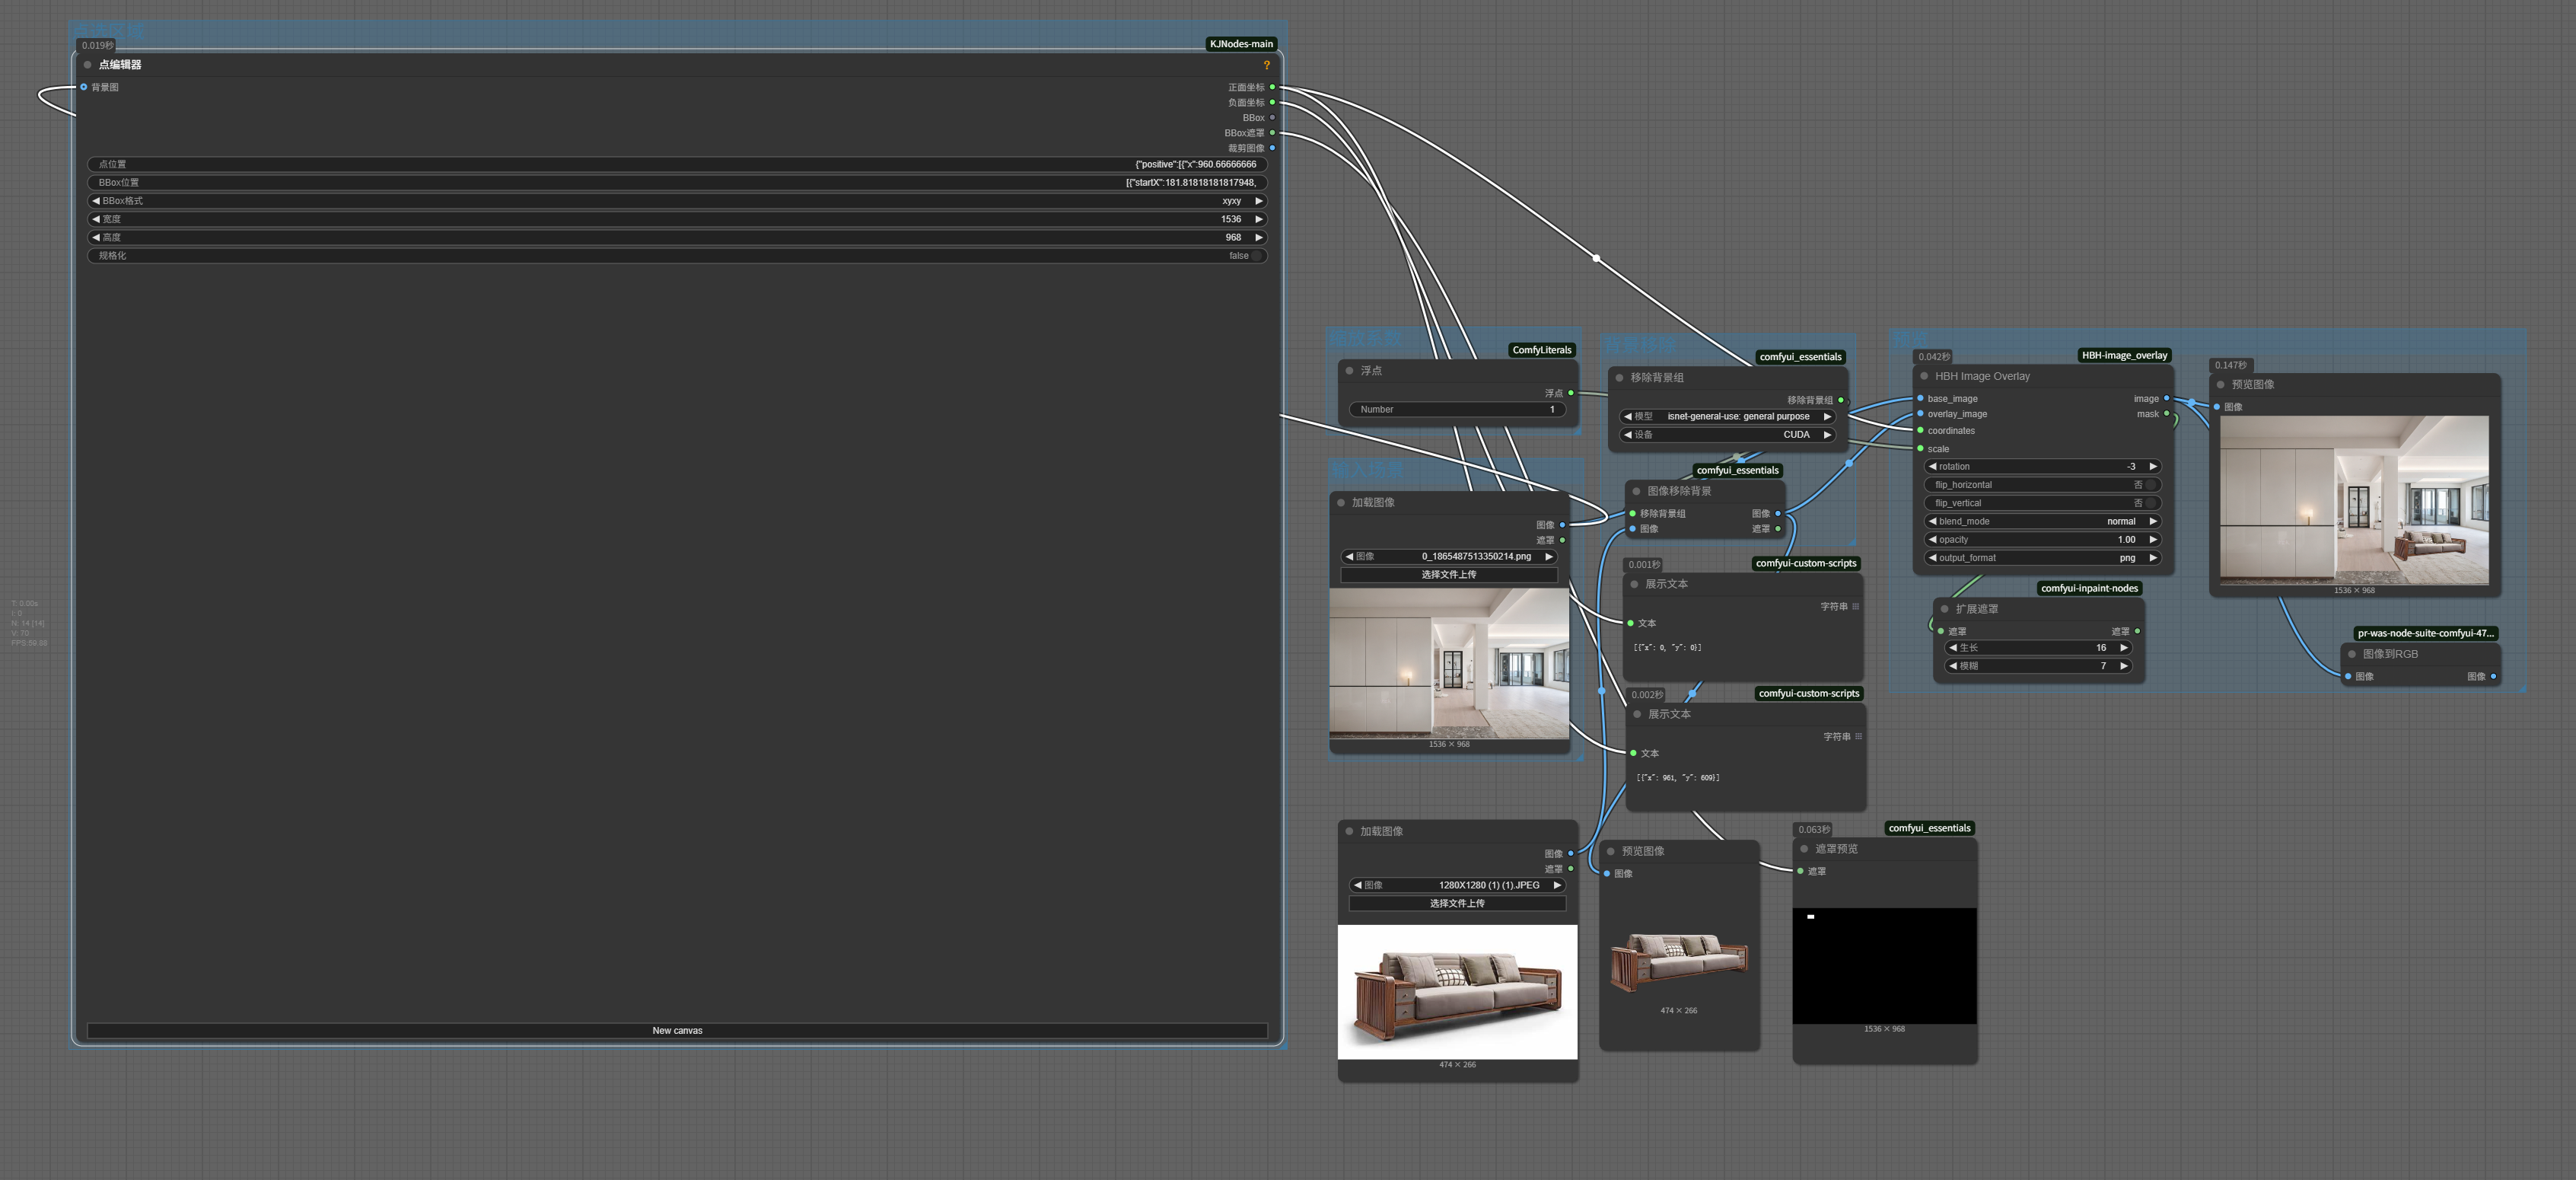 0.019秒
KJNodes-main
点编辑器
?
背景图
正面坐标
负面坐标
BBox
BBox遮罩
裁剪图像
点位置 {"positive":[{"x":960.66666666
BBox位置 [{"startX":181.81818181817948,
BBox格式 xyxy
宽度 1536
高度 968
规格化 false
New canvas
T: 0.00s
I: 0
N: 14 [14]
V: 70
FPS:59.88
缩放系数
ComfyLiterals
浮点
浮点
Number 1
输入场景
加载图像
图像
遮罩
图像 0_1865487513350214.png
选择文件上传
1536 × 968
加载图像
图像
遮罩
图像 1280X1280 (1) (1).JPEG
选择文件上传
474 × 266
背景移除
comfyui_essentials
移除背景组
移除背景组
模型 isnet-general-use: general purpose
设备 CUDA
comfyui_essentials
图像移除背景
移除背景组 图像
图像 遮罩
0.001秒
comfyui-custom-scripts
展示文本
字符串
文本
[{"x": 0, "y": 0}]
0.002秒
comfyui-custom-scripts
展示文本
字符串
文本
[{"x": 961, "y": 609}]
预览图像
图像
474 × 266
0.063秒
comfyui_essentials
遮罩预览
遮罩
1536 × 968
预览
0.042秒
HBH-image_overlay
HBH Image Overlay
base_image image
overlay_image mask
coordinates
scale
rotation -3
flip_horizontal 否
flip_vertical 否
blend_mode normal
opacity 1.00
output_format png
comfyui-inpaint-nodes
扩展遮罩
遮罩 遮罩
生长 16
模糊 7
0.147秒
预览图像
图像
1536 × 968
pr-was-node-suite-comfyui-47...
图像到RGB
图像 图像